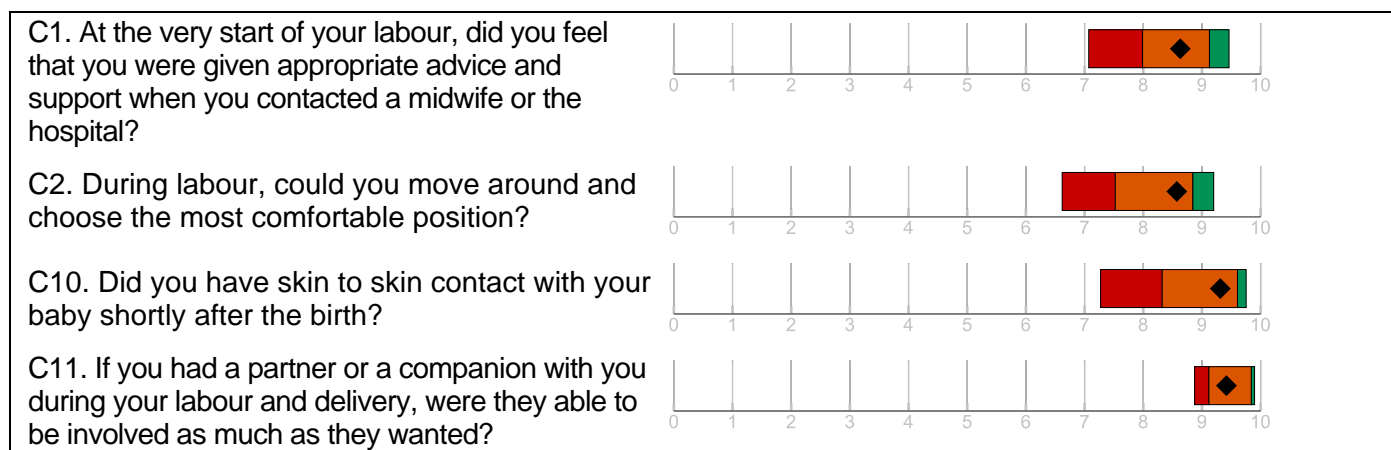 C1. At the very start of your labour, did you feel
that you were given appropriate advice and
support when you contacted a midwife or the
hospital?
0 1 2 3 4 5 6 7 8 9 10
C2. During labour, could you move around and
choose the most comfortable position?
0 1 2 3 4 5 6 7 8 9 10
C10. Did you have skin to skin contact with your
baby shortly after the birth?
0 1 2 3 4 5 6 7 8 9 10
C11. If you had a partner or a companion with you
during your labour and delivery, were they able to
be involved as much as they wanted?
0 1 2 3 4 5 6 7 8 9 10